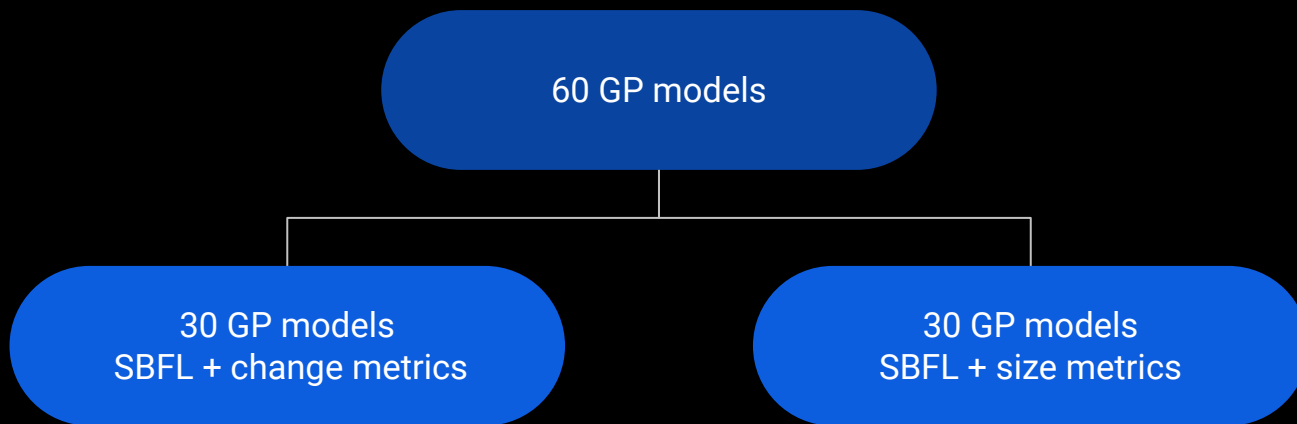 60 GP models
30 GP models
SBFL + change metrics
30 GP models
SBFL + size metrics